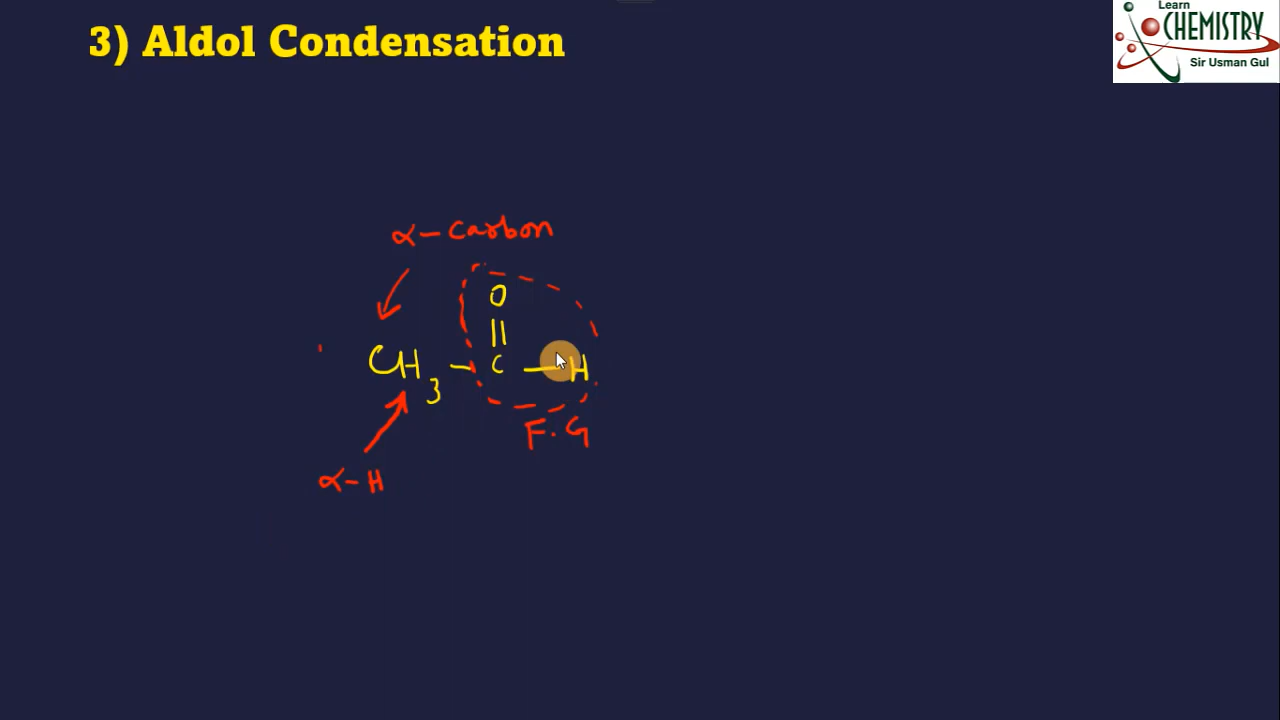 3) Aldol Condensation
Learn
CHEMISTRY
Sir Usman Gul
α-Carbon
O
||
CH3 - C - H
F.G
α-H